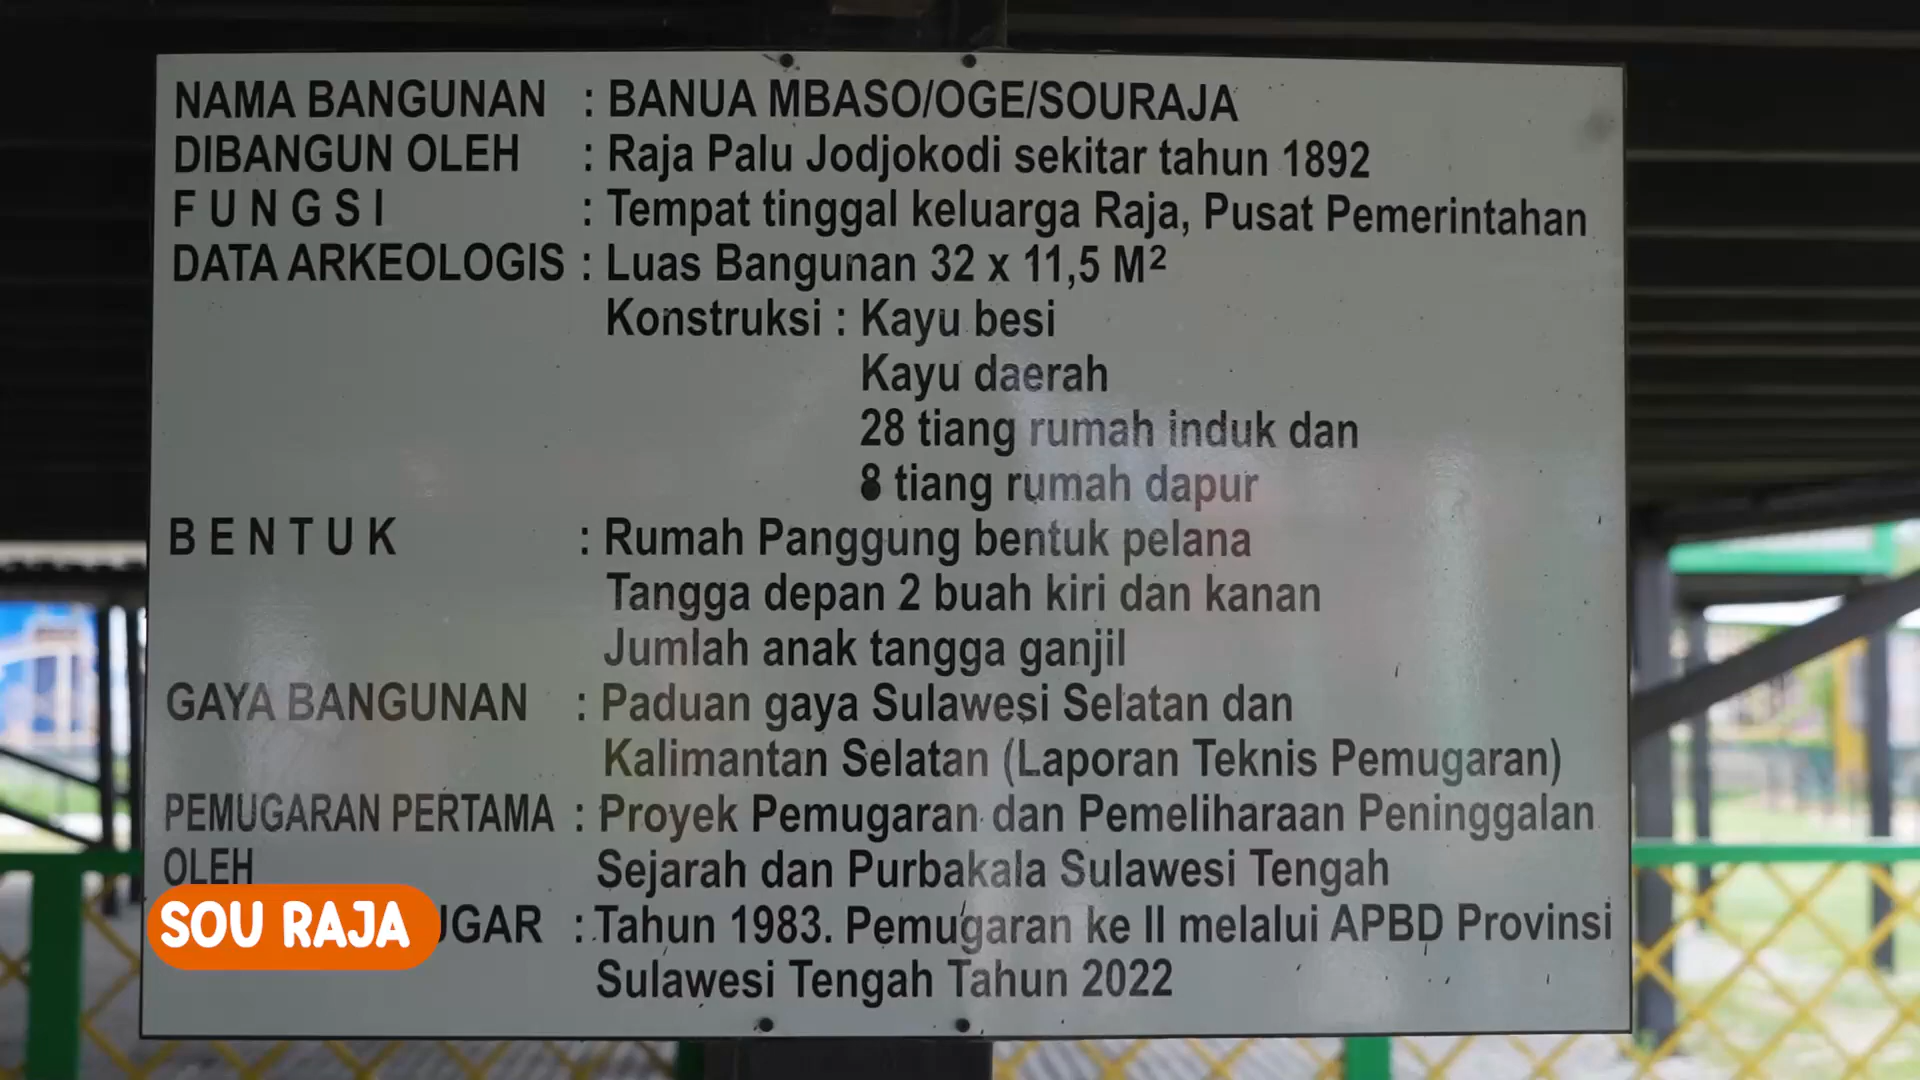 NAMA BANGUNAN : BANUA MBASO/OGE/SOURAJA
DIBANGUN OLEH : Raja Palu Jodjokodi sekitar tahun 1892
F U N G S I : Tempat tinggal keluarga Raja, Pusat Pemerintahan
DATA ARKEOLOGIS : Luas Bangunan 32 x 11,5 M²
Konstruksi : Kayu besi
Kayu daerah
28 tiang rumah induk dan
8 tiang rumah dapur
B E N T U K : Rumah Panggung bentuk pelana
Tangga depan 2 buah kiri dan kanan
Jumlah anak tangga ganjil
GAYA BANGUNAN : Paduan gaya Sulawesi Selatan dan
Kalimantan Selatan (Laporan Teknis Pemugaran)
PEMUGARAN PERTAMA : Proyek Pemugaran dan Pemeliharaan Peninggalan
OLEH Sejarah dan Purbakala Sulawesi Tengah
SOU RAJA
: Tahun 1983. Pemugaran ke II melalui APBD Provinsi
Sulawesi Tengah Tahun 2022